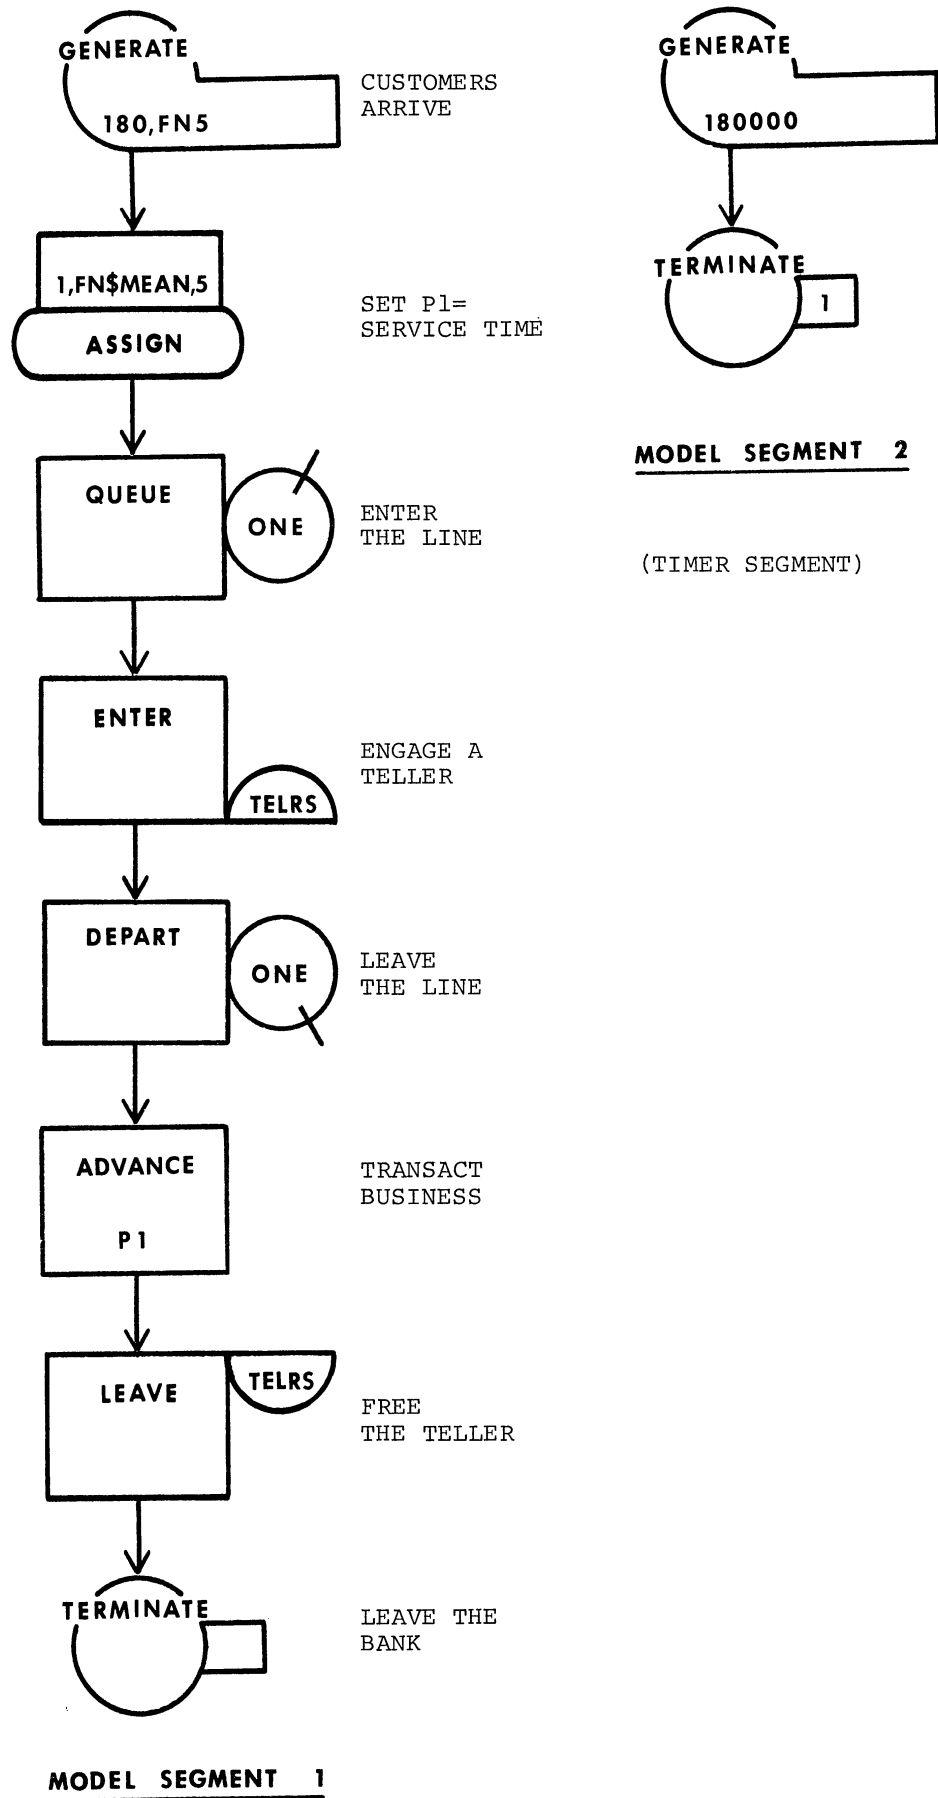 GENERATE
180,FN5
CUSTOMERS
ARRIVE
1,FN$MEAN,5
ASSIGN
SET P1=
SERVICE TIME
QUEUE
ONE
ENTER
THE LINE
ENTER
TELRS
ENGAGE A
TELLER
DEPART
ONE
LEAVE
THE LINE
ADVANCE
P1
TRANSACT
BUSINESS
LEAVE
TELRS
FREE
THE TELLER
TERMINATE
LEAVE THE
BANK
MODEL SEGMENT 1
GENERATE
180000
TERMINATE
1
MODEL SEGMENT 2
(TIMER SEGMENT)